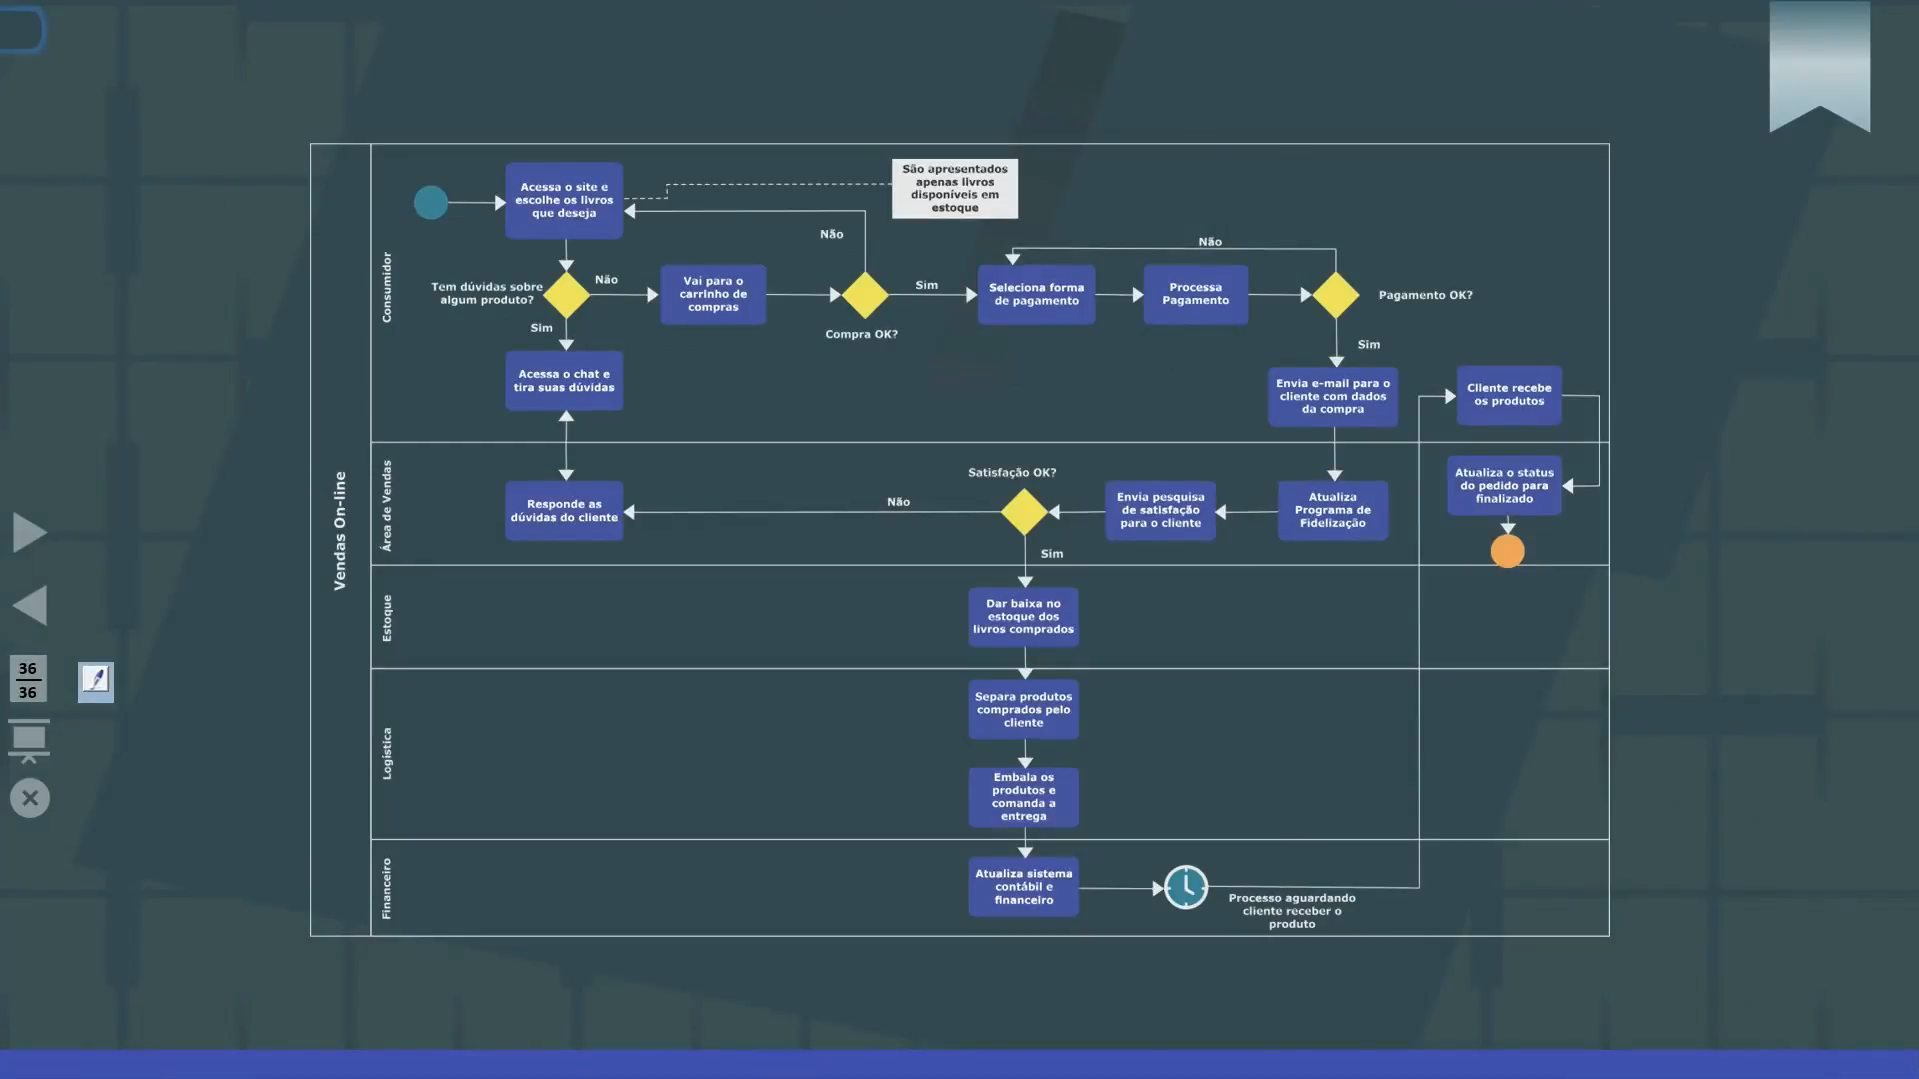 Vendas On-line
Consumidor
Acessa o site e
escolhe os livros
que deseja
São apresentados
apenas livros
disponíveis em
estoque
Não
Tem dúvidas sobre
algum produto?
Não
Sim
Vai para o
carrinho de
compras
Compra OK?
Sim
Seleciona forma
de pagamento
Processa
Pagamento
Não
Pagamento OK?
Sim
Acessa o chat e
tira suas dúvidas
Envia e-mail para o
cliente com dados
da compra
Cliente recebe
os produtos
Área de Vendas
Responde as
dúvidas do cliente
Não
Satisfação OK?
Sim
Envia pesquisa
de satisfação
para o cliente
Atualiza
Programa de
Fidelização
Atualiza o status
do pedido para
finalizado
Estoque
Dar baixa no
estoque dos
livros comprados
Logística
Separa produtos
comprados pelo
cliente
Embala os
produtos e
comanda a
entrega
Financeiro
Atualiza sistema
contábil e
financeiro
Processo aguardando
cliente receber o
produto
36
36